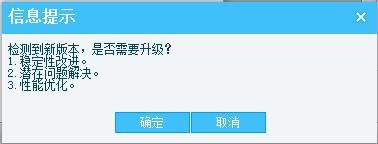 信息提示
检测到新版本，是否需要升级？
1.稳定性改进。
2.潜在问题解决。
3.性能优化。
确定 取消